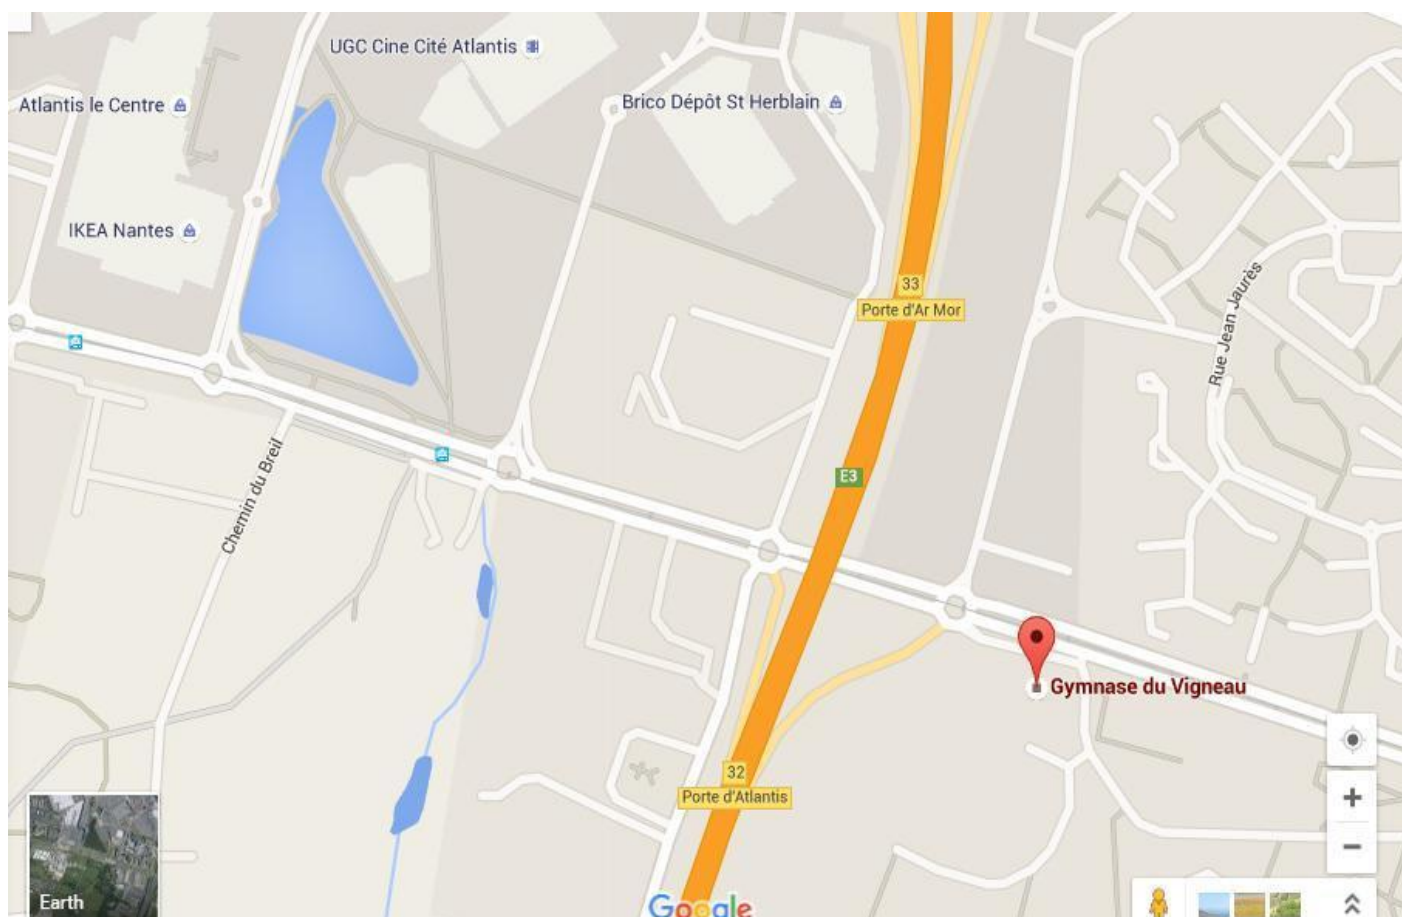 UGC Cine Cité Atlantis
Atlantis le Centre
Brico Dépôt St Herblain
IKEA Nantes
33
Porte d'Ar Mor
Rue Jean Jaurès
Chemin du Breil
E3
Gymnase du Vigneau
32
Porte d'Atlantis
Earth
Google